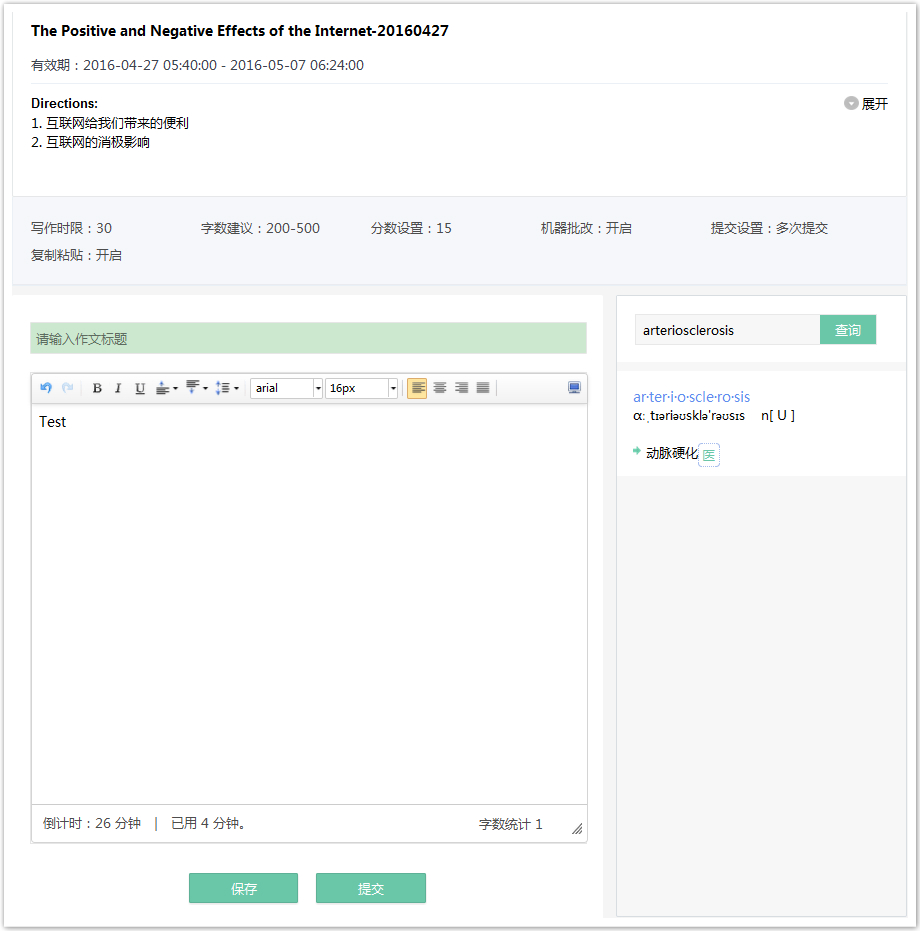 The Positive and Negative Effects of the Internet-20160427
有效期：2016-04-27 05:40:00 - 2016-05-07 06:24:00
Directions:
展开
1. 互联网给我们带来的便利
2. 互联网的消极影响
写作时限：30 字数建议：200-500 分数设置：15 机器批改：开启 提交设置：多次提交
复制粘贴：开启
请输入作文标题
B I U arial 16px
Test
倒计时：26 分钟 | 已用 4 分钟。 字数统计 1
保存 提交
arteriosclerosis 查询
ar·ter·i·o·scle·ro·sis
ɑːˌtɪəriəʊsklə'rəʊsɪs n[ U ]
动脉硬化 医